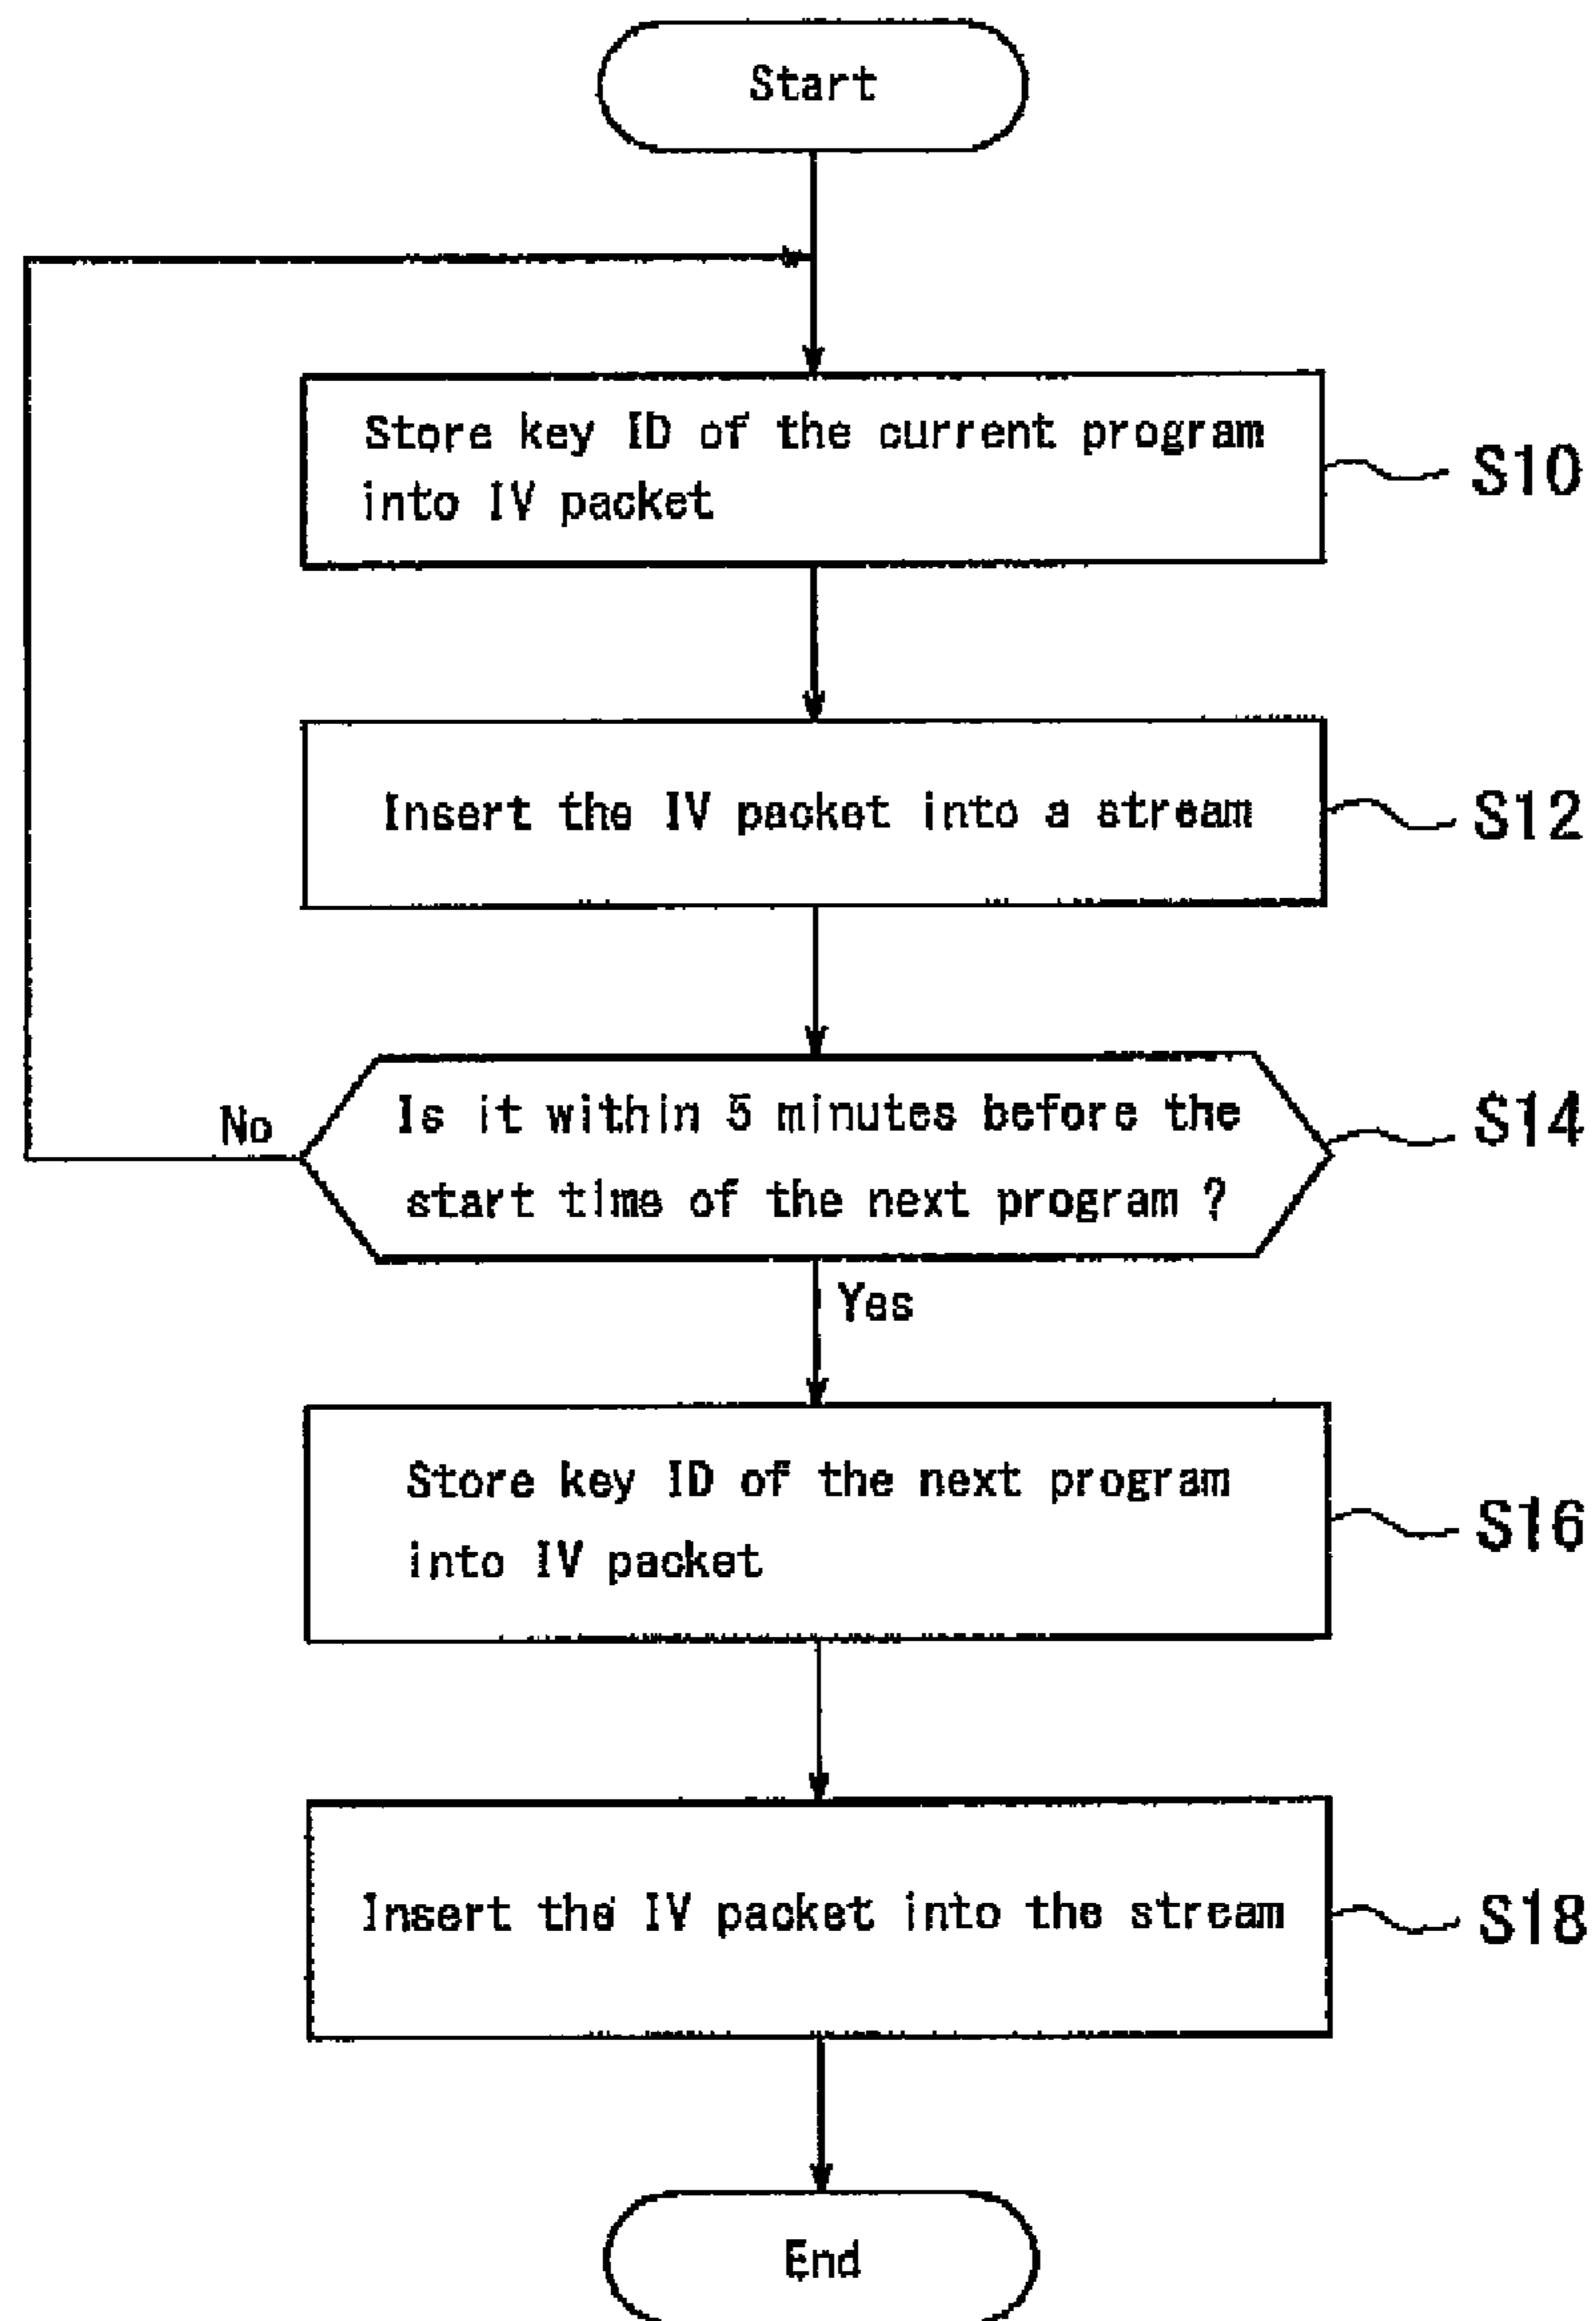 Start
Store key ID of the current program
into IV packet
S10
Insert the IV packet into a stream
S12
Is it within 5 minutes before the
start time of the next program ?
S14
No
Yes
Store key ID of the next program
into IV packet
S16
Insert the IV packet into the stream
S18
End